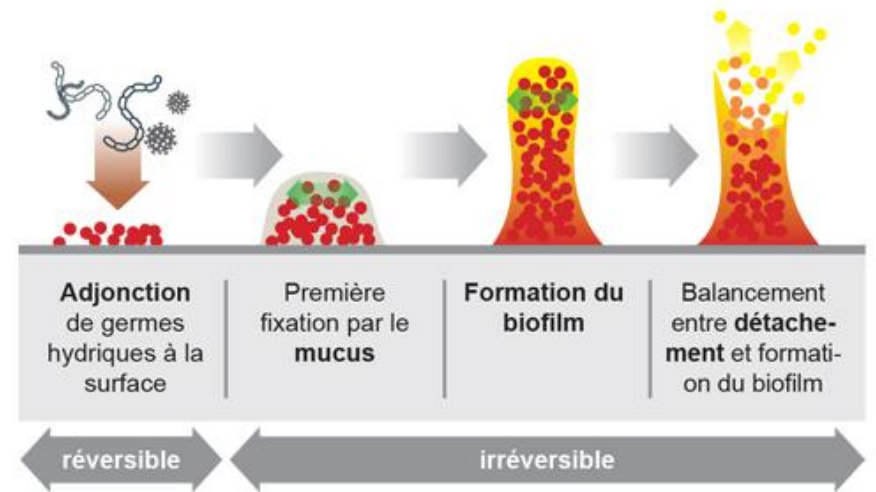 Adjonction
de germes
hydriques à la
surface
Première
fixation par le
mucus
Formation du
biofilm
Balancement
entre détache-
ment et formati-
on du biofilm
réversible
irréversible